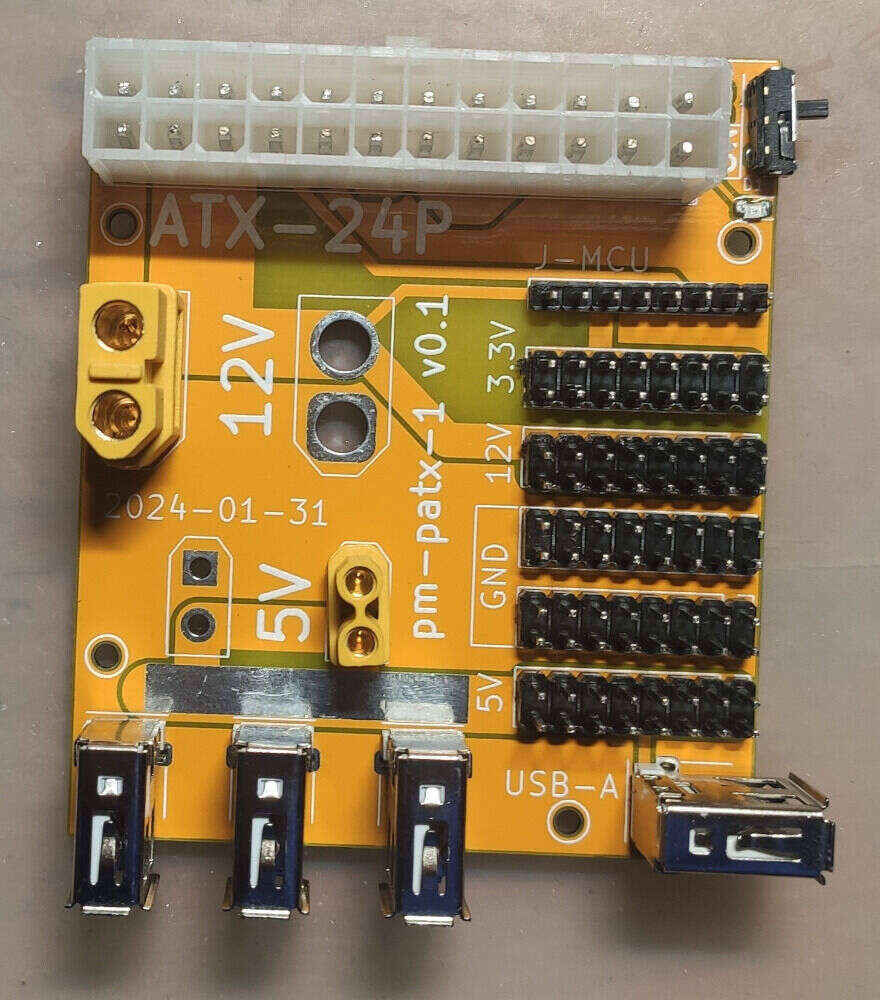 ATX-24P
J-MCU
12V
pm-patx-1 v0.1
3.3V
12V
2024-01-31
GND
5V
5V
USB-A